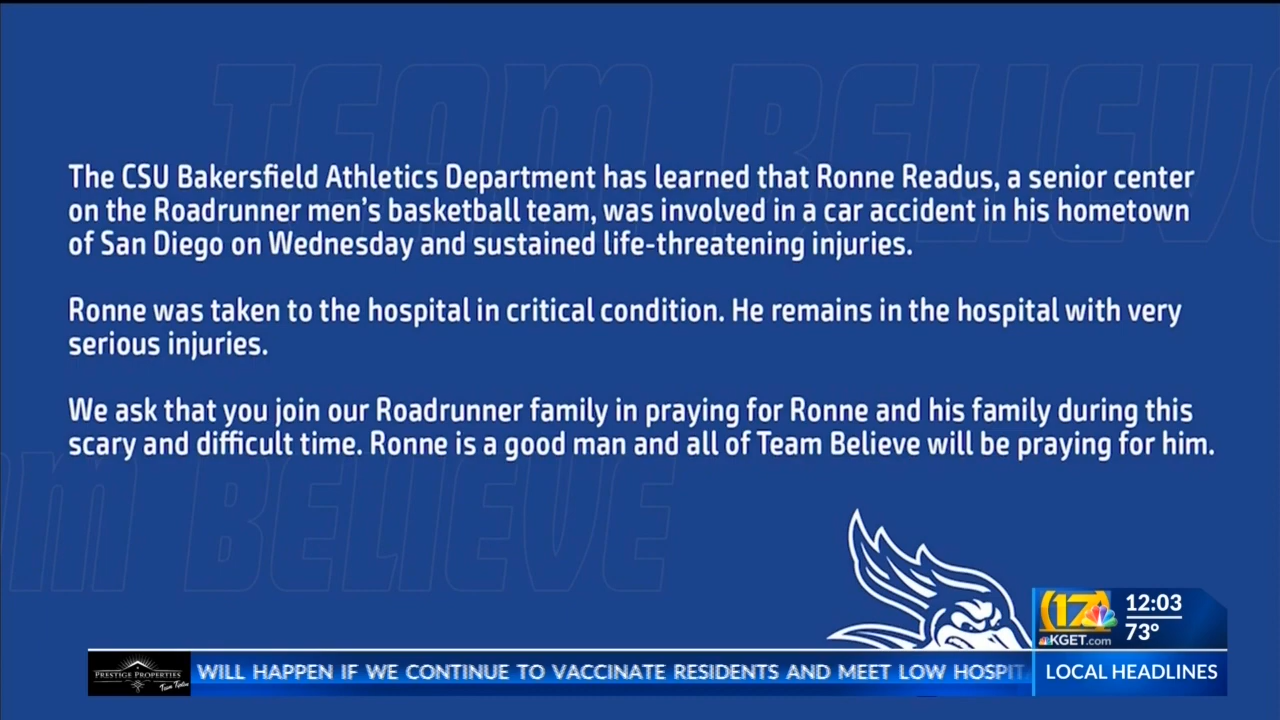 TEAM BELIEVE
The CSU Bakersfield Athletics Department has learned that Ronne Readus, a senior center
on the Roadrunner men's basketball team, was involved in a car accident in his hometown
of San Diego on Wednesday and sustained life-threatening injuries.
Ronne was taken to the hospital in critical condition. He remains in the hospital with very
serious injuries.
We ask that you join our Roadrunner family in praying for Ronne and his family during this
scary and difficult time. Ronne is a good man and all of Team Believe will be praying for him.
AM BELIEVE
17
KGET.com
12:03
73°
PRESTIGE PROPERTIES
WILL HAPPEN IF WE CONTINUE TO VACCINATE RESIDENTS AND MEET LOW HOSPIT
LOCAL HEADLINES